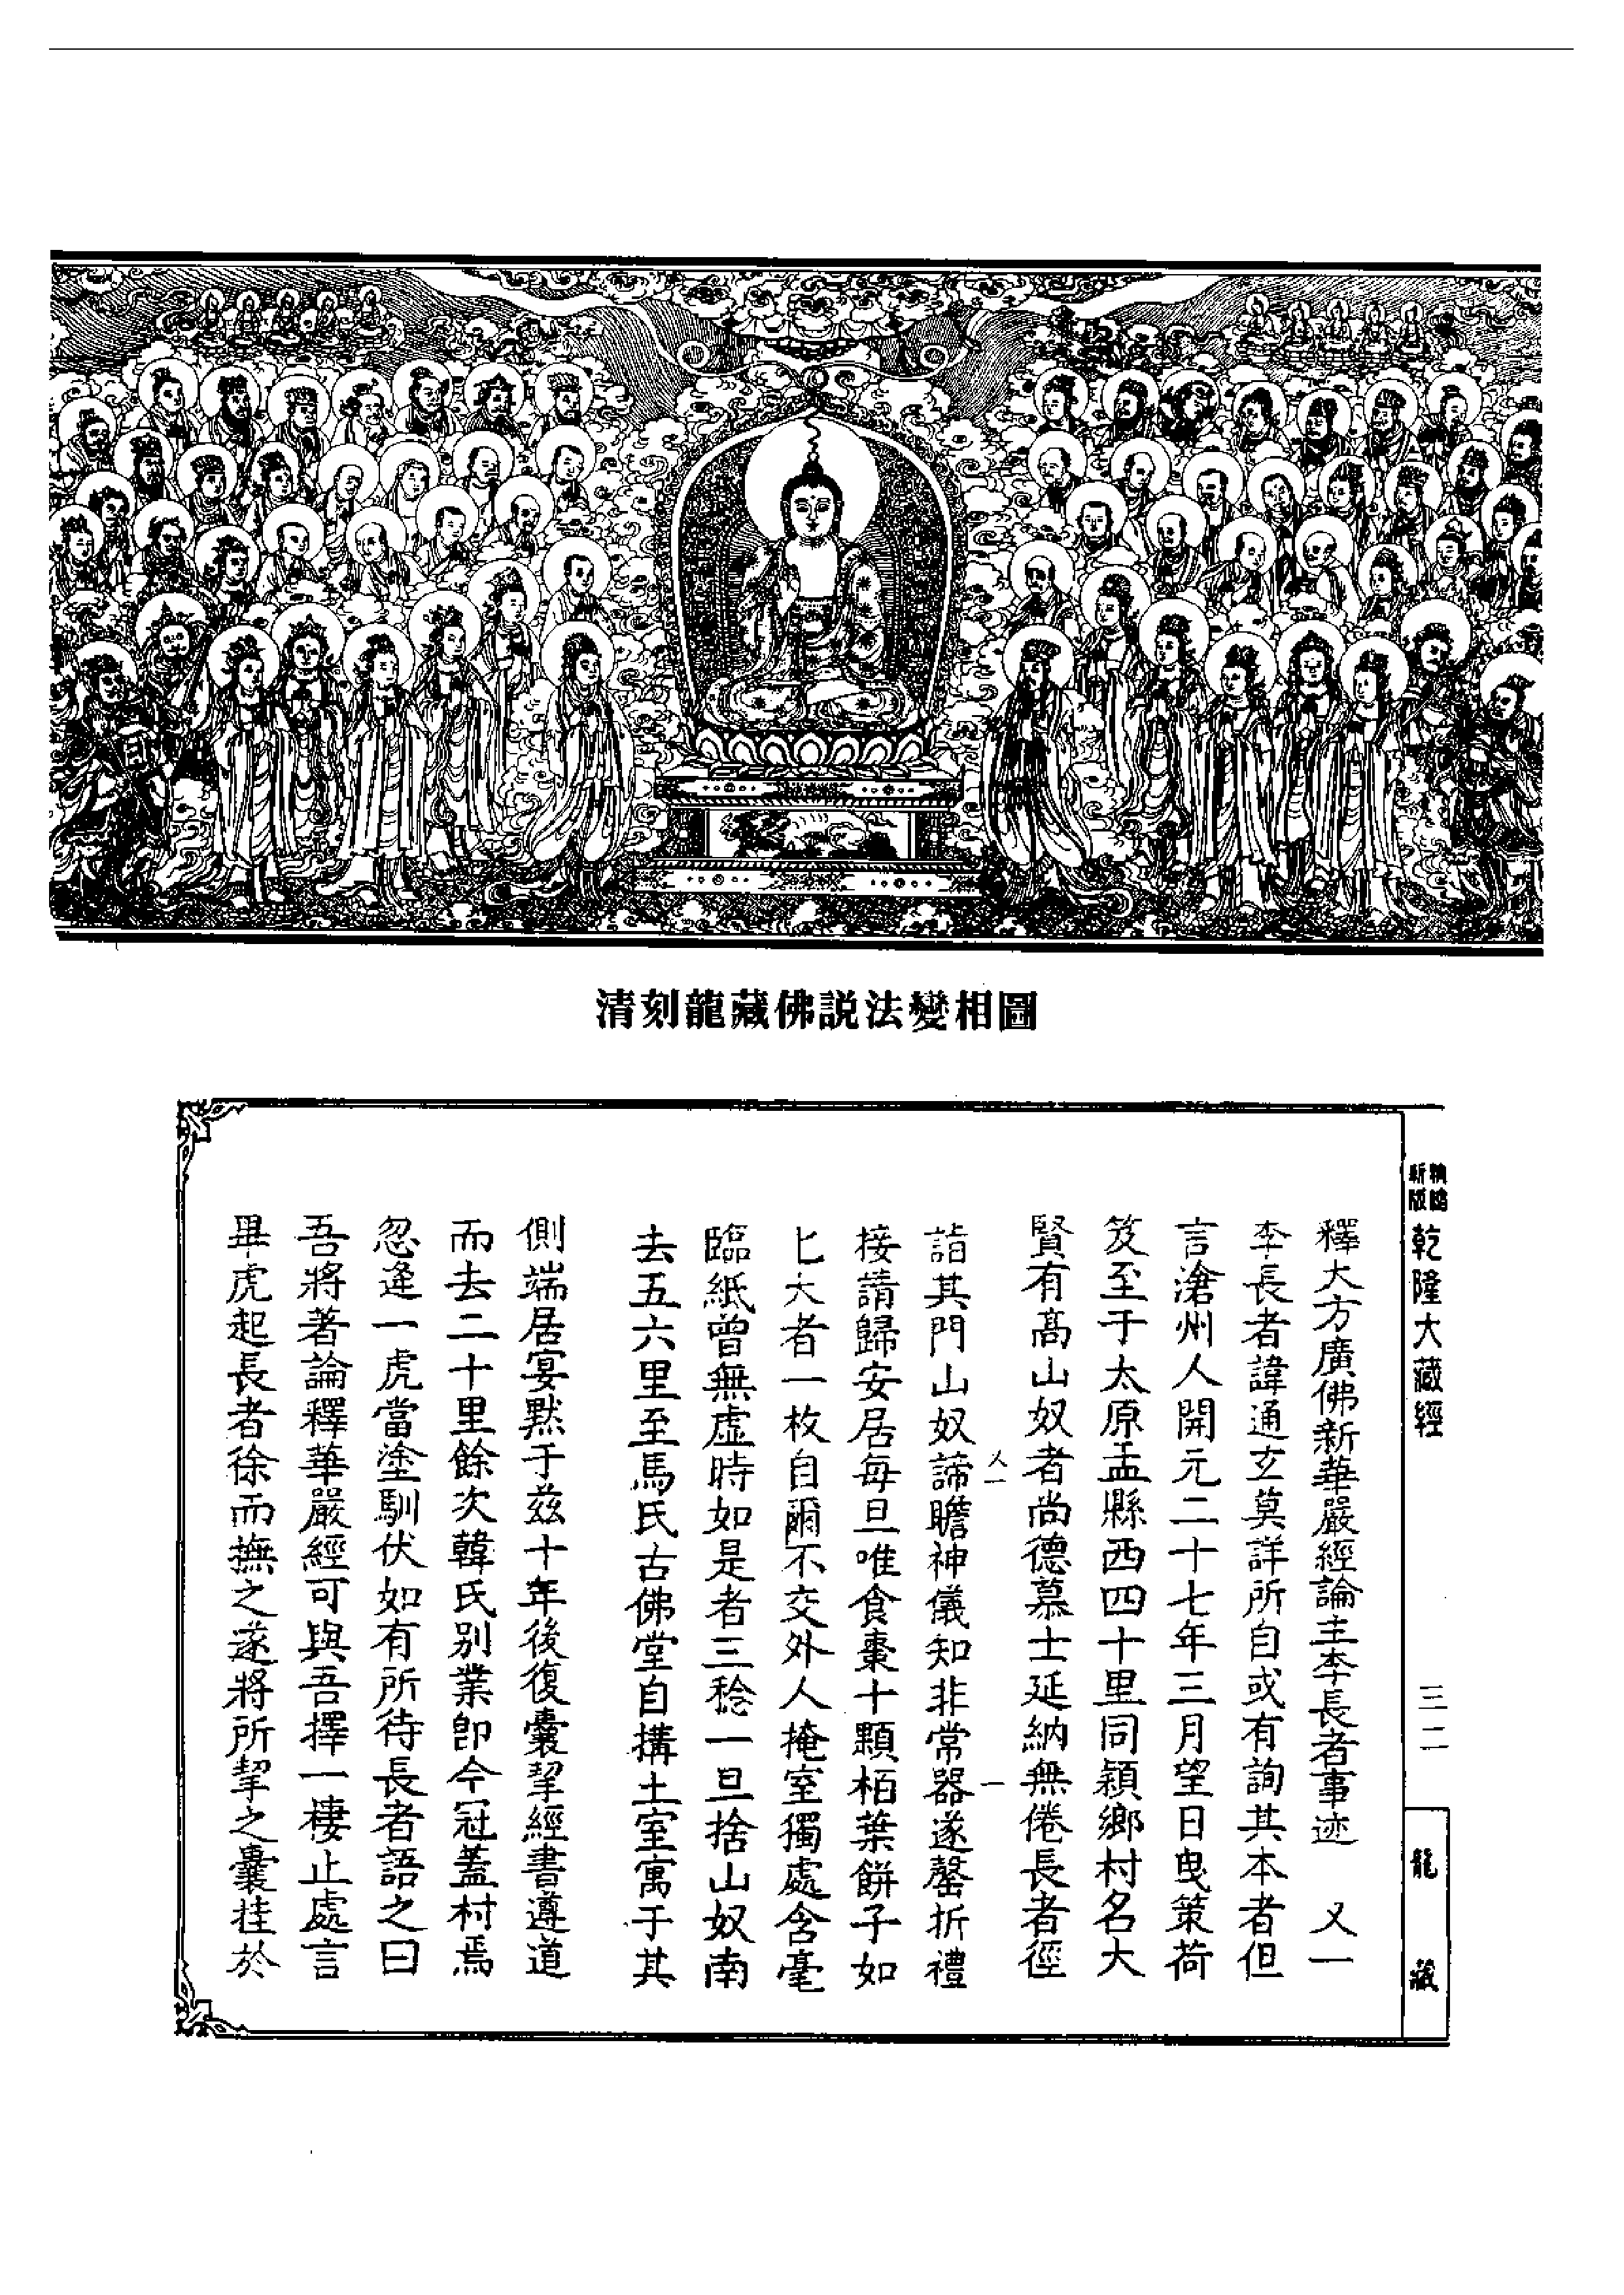 清刻龍藏佛説法變相圖
新版
乾隆大藏經
三二
龍藏
釋大方廣佛新華嚴經論主李長者事迹 又一
李長者諱通玄莫詳所自或有詢其本者但
言滄州人開元二十七年三月望日曳策荷
笈至于太原盂縣西四十里同穎鄉村名大
賢有高山奴者尚德慕士延納無倦長者徑
又一 一
詣其門山奴諦瞻神儀知非常器遂罄折禮
接請歸安居每旦唯食棗十顆栢葉餅子如
匕大者一枚自爾不交外人掩室獨處含毫
臨紙曾無虛時如是者三稔一旦捨山奴南
去五六里至馬氏古佛堂自搆土室寓于其
側端居宴默于兹十年後復囊挈經書遵道
而去二十里餘次韓氏別業即今冠蓋村焉
忽逢一虎當塗馴伏如有所待長者語之曰
吾將著論釋華嚴經可與吾擇一棲止處言
畢虎起長者徐而撫之遂將所挈之囊挂於